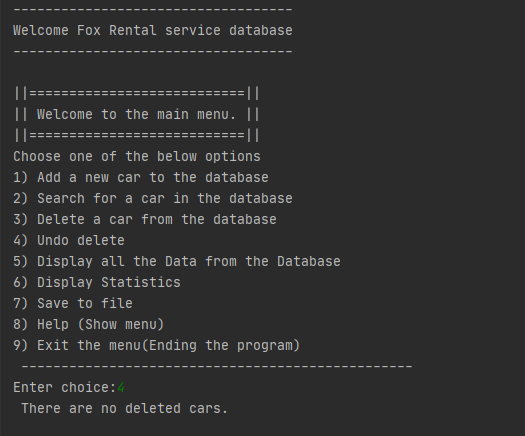 -----------------------------------
Welcome Fox Rental service database
-----------------------------------
||===========================||
|| Welcome to the main menu. ||
||===========================||
Choose one of the below options
1) Add a new car to the database
2) Search for a car in the database
3) Delete a car from the database
4) Undo delete
5) Display all the Data from the Database
6) Display Statistics
7) Save to file
8) Help (Show menu)
9) Exit the menu(Ending the program)
-------------------------------------------------
Enter choice:4
There are no deleted cars.